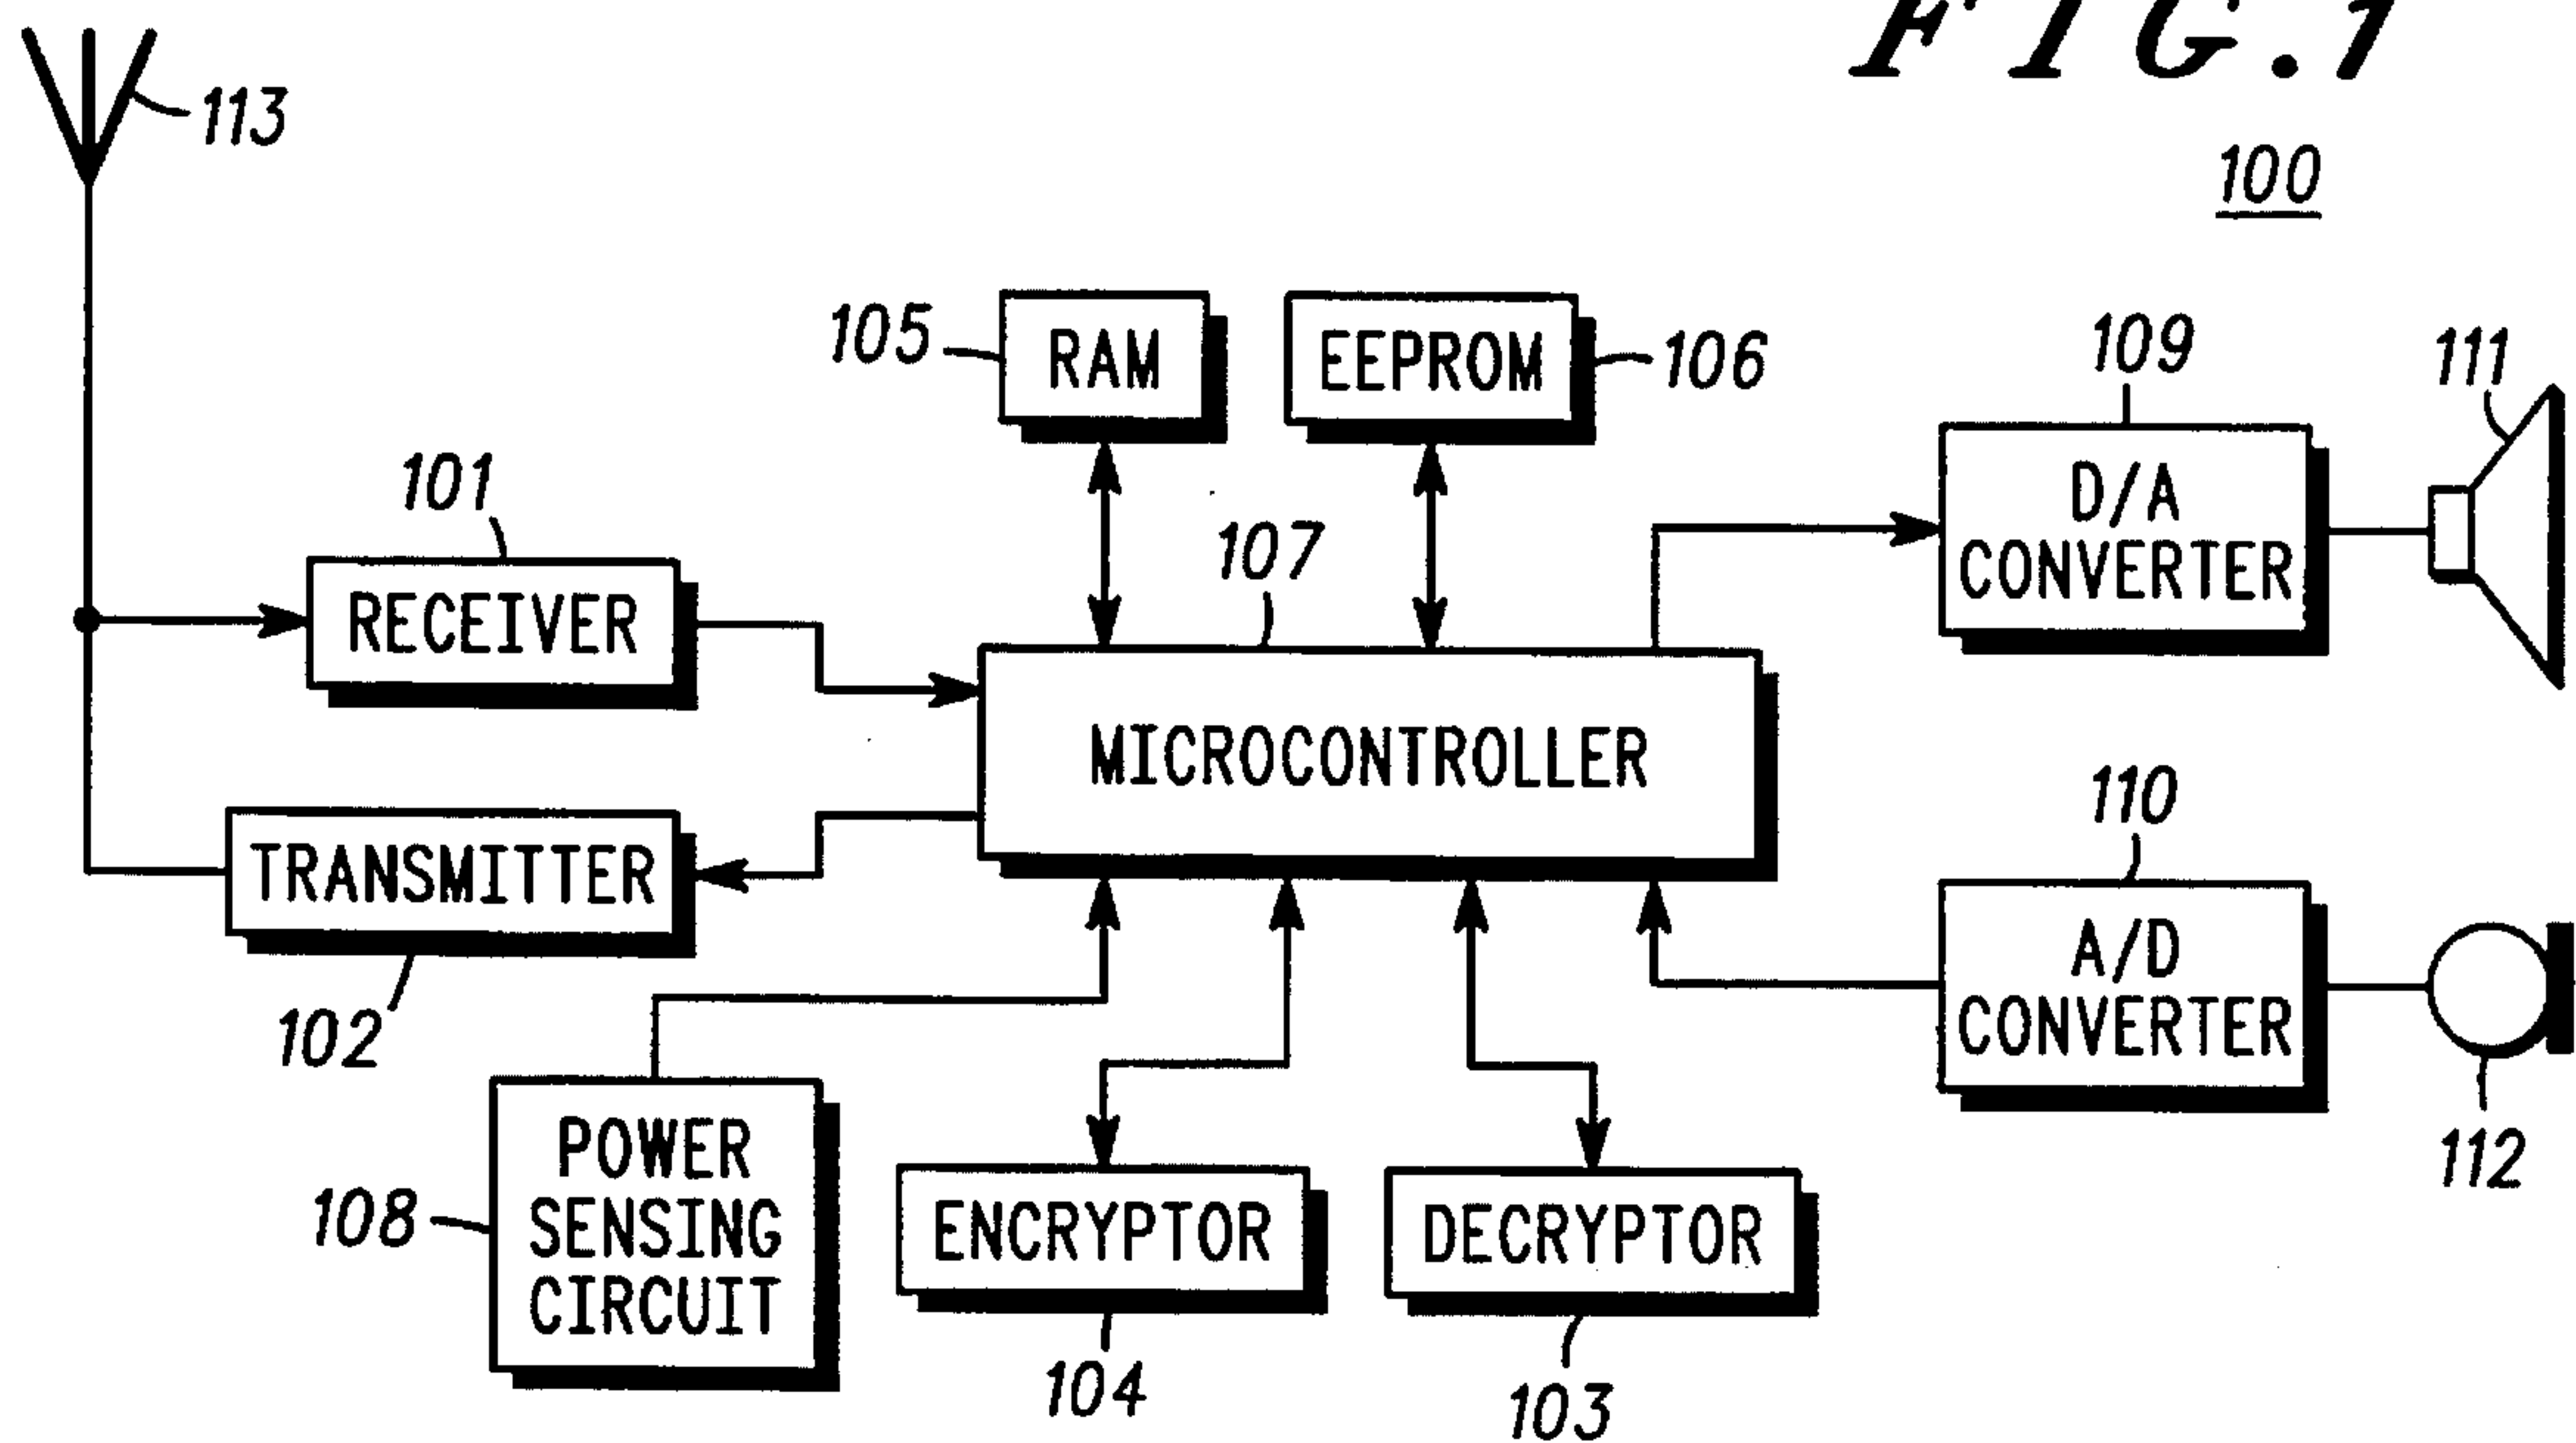 FIG.1
100
113
105
RAM
EEPROM
106
109
111
D/A
CONVERTER
101
RECEIVER
107
MICROCONTROLLER
TRANSMITTER
102
110
A/D
CONVERTER
112
108
POWER
SENSING
CIRCUIT
ENCRYPTOR
104
DECRYPTOR
103